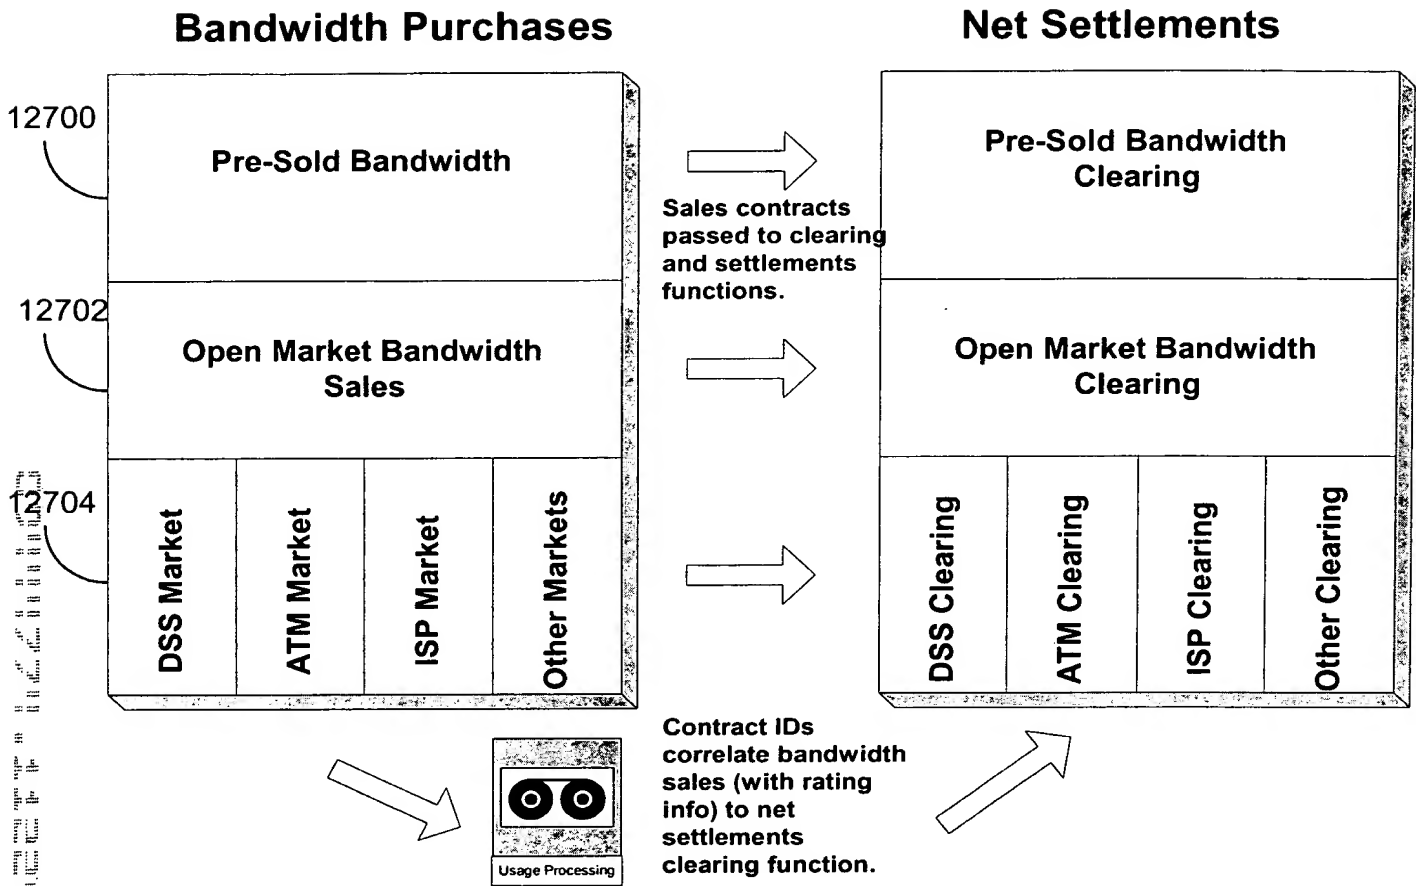 Bandwidth Purchases
Net Settlements
12700
Pre-Sold Bandwidth
Pre-Sold Bandwidth
Clearing
Sales contracts
passed to clearing
and settlements
functions.
12702
Open Market Bandwidth
Sales
Open Market Bandwidth
Clearing
12704
DSS Market
ATM Market
ISP Market
Other Markets
DSS Clearing
ATM Clearing
ISP Clearing
Other Clearing
Contract IDs
correlate bandwidth
sales (with rating
info) to net
settlements
clearing function.
Usage Processing